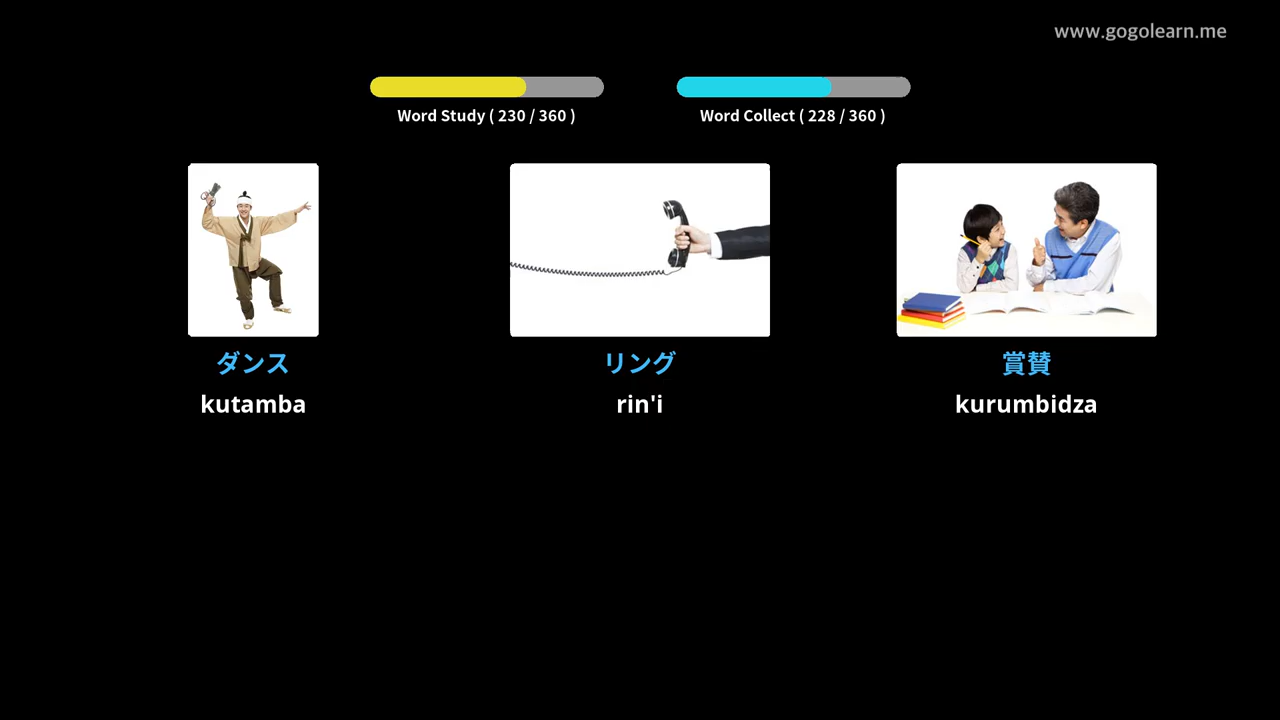 www.gogolearn.me
Word Study ( 230 / 360 )
Word Collect ( 228 / 360 )
ダンス
リング
賞賛
kutamba
rin'i
kurumbidza